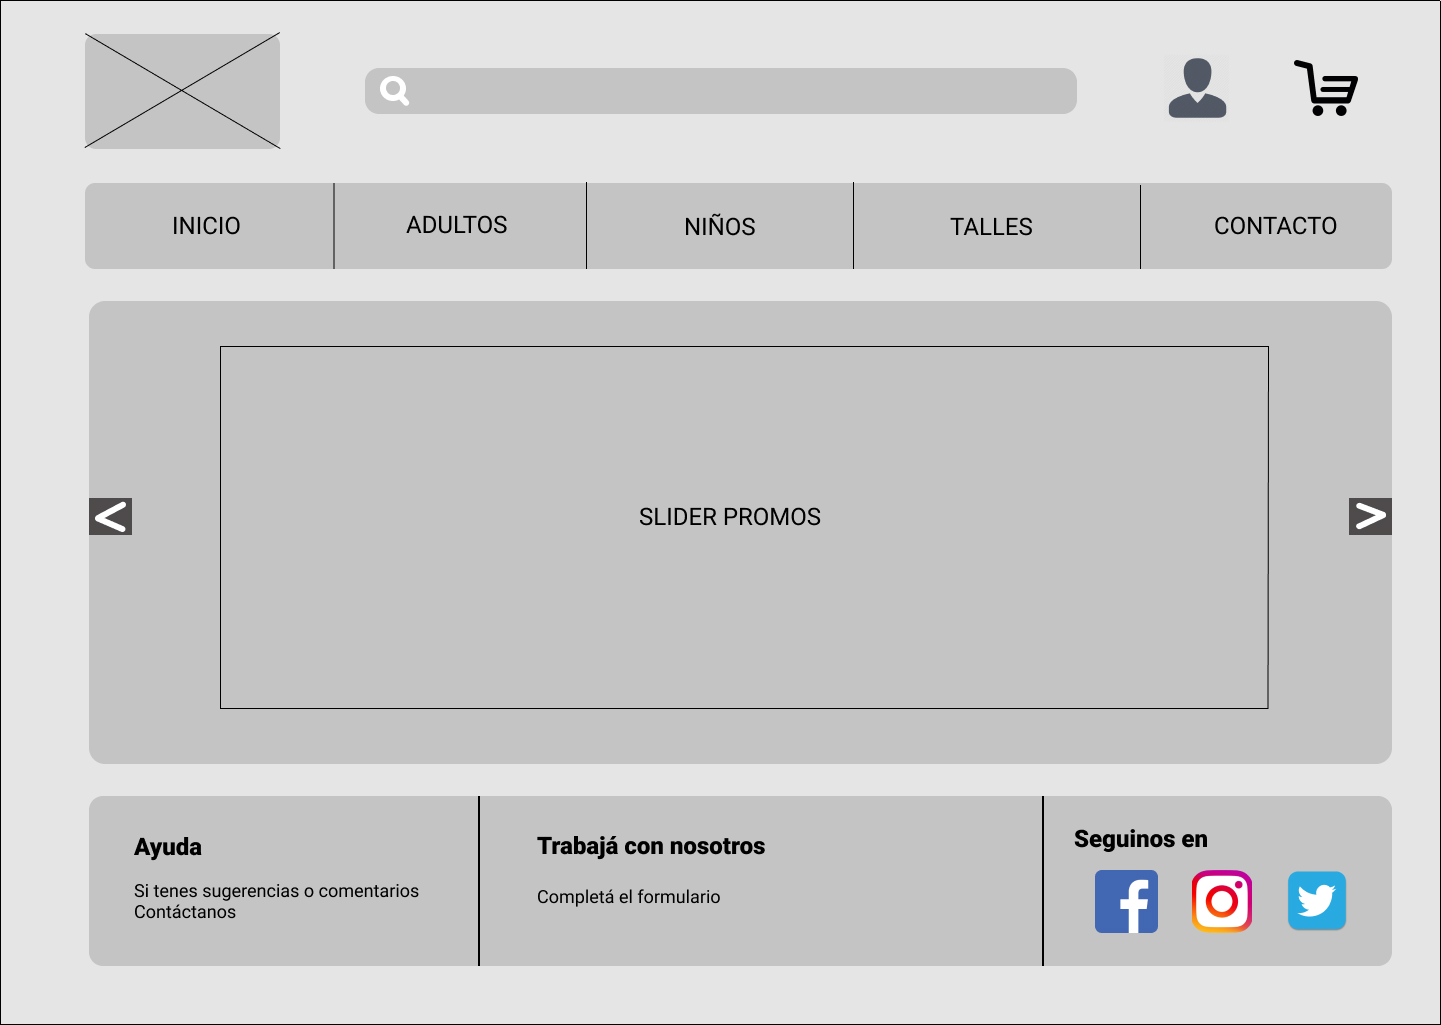 INICIO
ADULTOS
NIÑOS
TALLES
CONTACTO
<
SLIDER PROMOS
>
Ayuda
Si tenes sugerencias o comentarios
Contáctanos
Trabajá con nosotros
Completá el formulario
Seguinos en